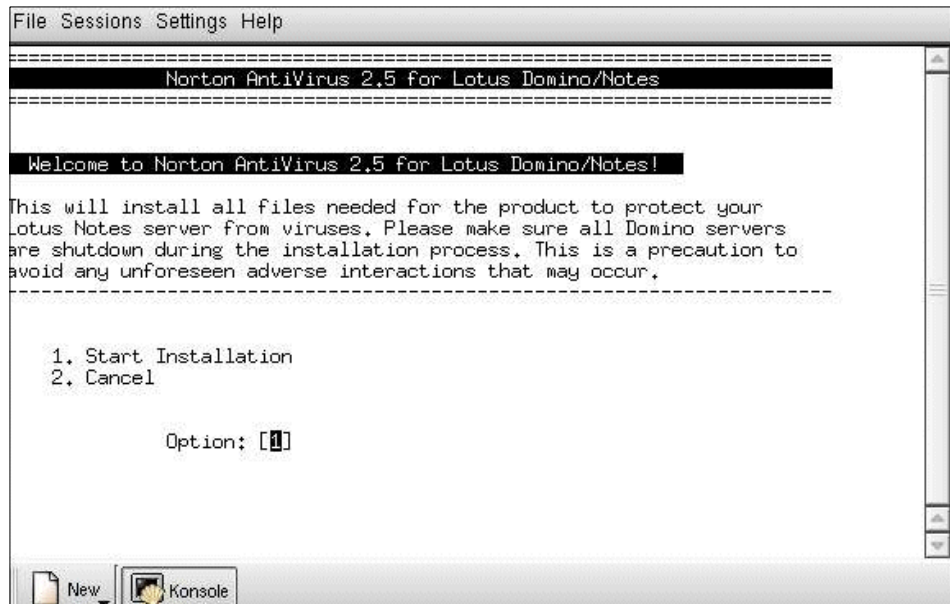 File Sessions Settings Help
==============================================================================
Norton AntiVirus 2.5 for Lotus Domino/Notes
==============================================================================
Welcome to Norton AntiVirus 2.5 for Lotus Domino/Notes!
This will install all files needed for the product to protect your
Lotus Notes server from viruses. Please make sure all Domino servers
are shutdown during the installation process. This is a precaution to
avoid any unforeseen adverse interactions that may occur.
------------------------------------------------------------------------------
1. Start Installation
2. Cancel
Option: [1]
New Konsole